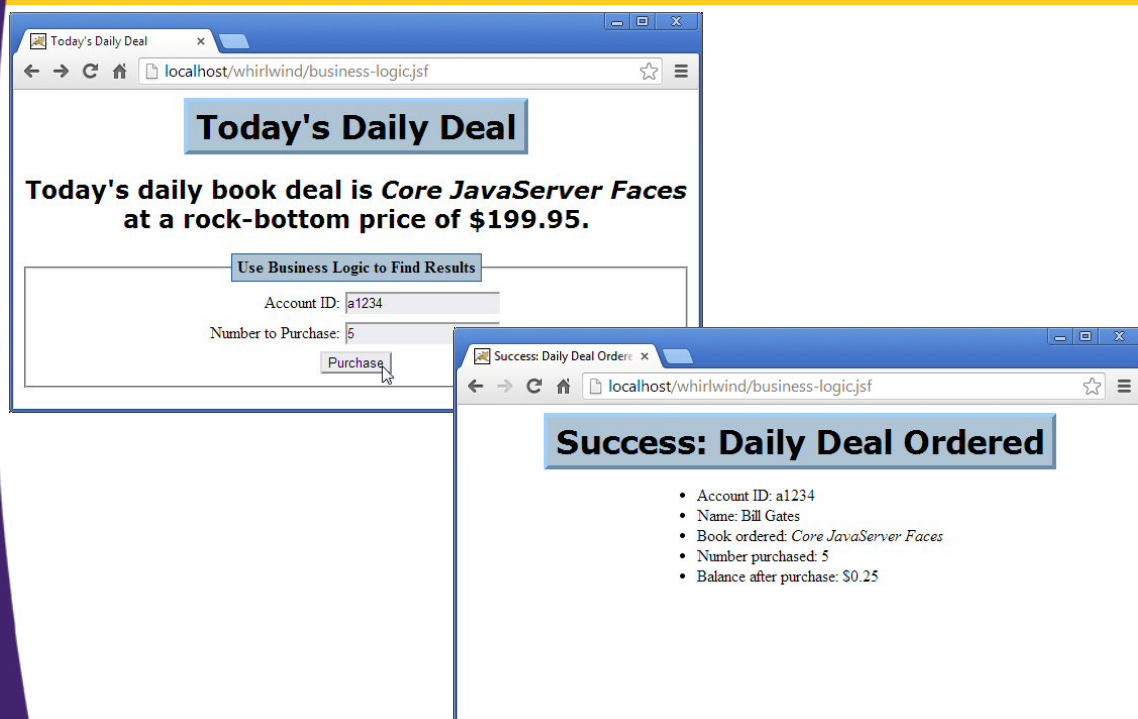 Today's Daily Deal
localhost/whirlwind/business-logic.jsf
Today's Daily Deal
Today's daily book deal is Core JavaServer Faces
at a rock-bottom price of $199.95.
Use Business Logic to Find Results
Account ID: a1234
Number to Purchase: 5
Purchase
Success: Daily Deal Ordere
localhost/whirlwind/business-logic.jsf
Success: Daily Deal Ordered
• Account ID: a1234
• Name: Bill Gates
• Book ordered: Core JavaServer Faces
• Number purchased: 5
• Balance after purchase: $0.25